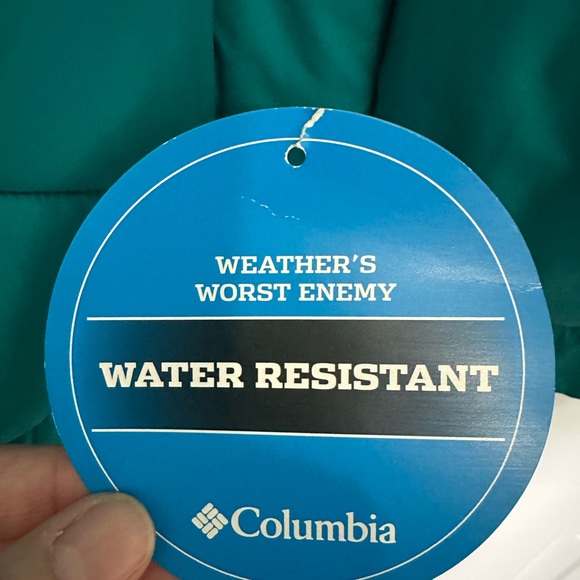 WEATHER'S
WORST ENEMY
WATER RESISTANT
Columbia